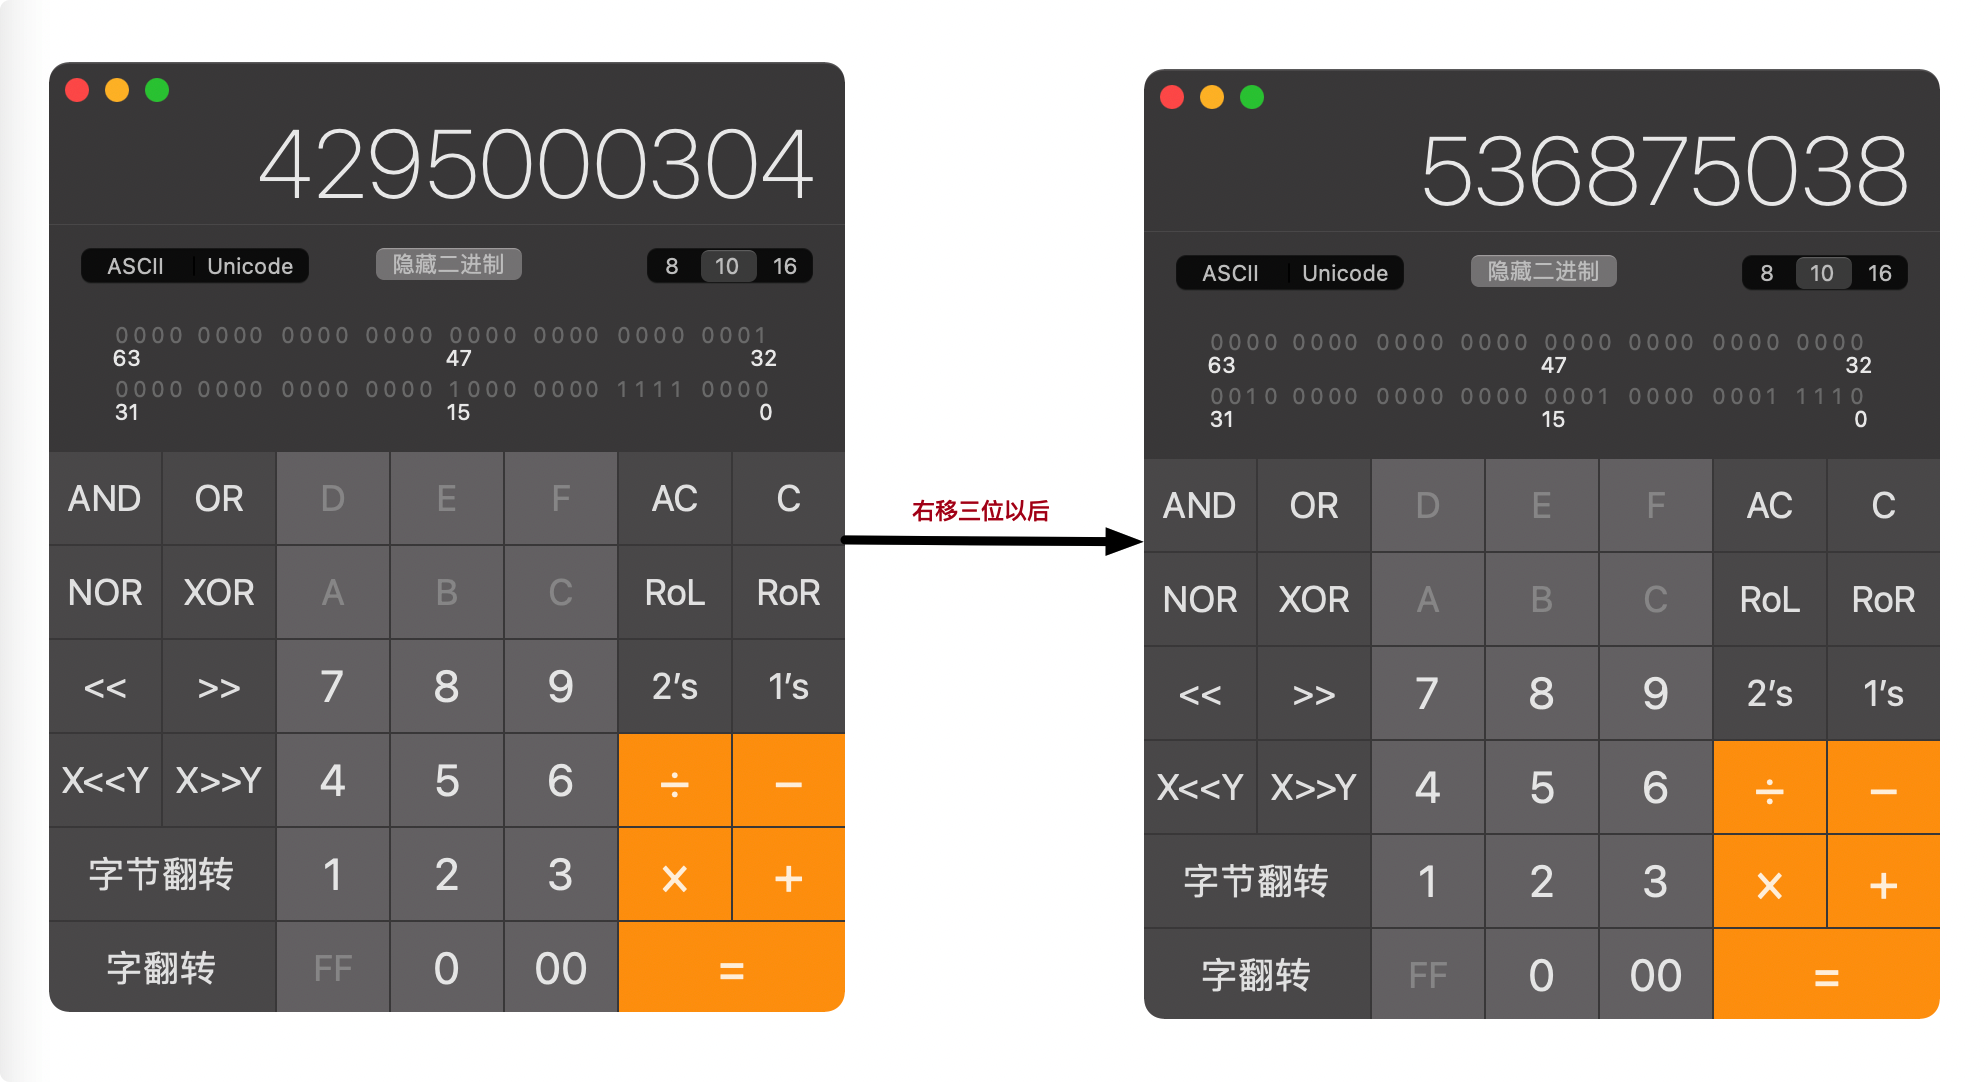 4295000304
ASCII Unicode 隐藏二进制 8 10 16
0000 0000 0000 0000 0000 0000 0000 0001
63 47 32
0000 0000 0000 0000 1000 0000 1111 0000
31 15 0
AND OR D E F AC C
NOR XOR A B C RoL RoR
<< >> 7 8 9 2's 1's
X<<Y X>>Y 4 5 6 ÷ −
字节翻转 1 2 3 × +
字翻转 FF 0 00 =
右移三位以后
536875038
ASCII Unicode 隐藏二进制 8 10 16
0000 0000 0000 0000 0000 0000 0000 0000
63 47 32
0010 0000 0000 0000 0001 0000 0001 1110
31 15 0
AND OR D E F AC C
NOR XOR A B C RoL RoR
<< >> 7 8 9 2's 1's
X<<Y X>>Y 4 5 6 ÷ −
字节翻转 1 2 3 × +
字翻转 FF 0 00 =